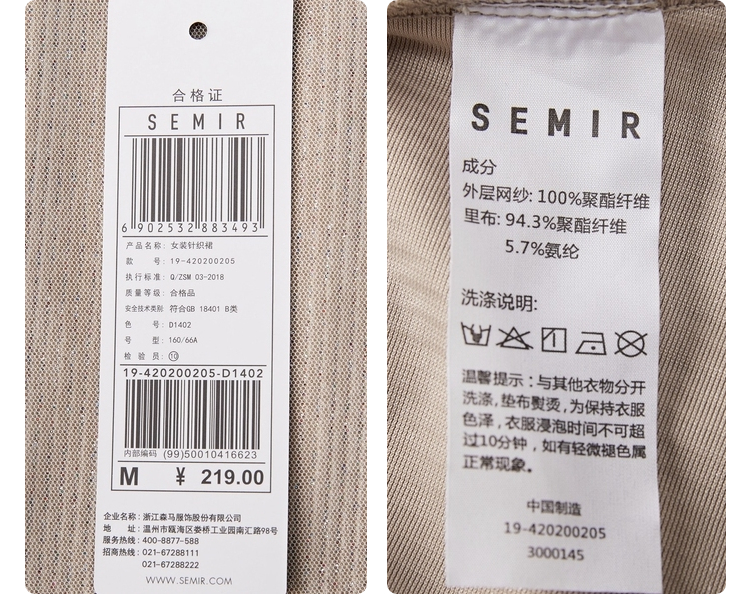 合格证
SEMIR
6 902532 883493
产品名称: 女装针织裙
款 号: 19-420200205
执行标准: Q/ZSM 03-2018
质量等级: 合格品
安全技术类别: 符合GB 18401 B类
色 号: D1402
号 型: 160/66A
检 验 员: ⑩
19-420200205-D1402
内部编码 (99)50010416623
M ¥ 219.00
企业名称: 浙江森马服饰股份有限公司
地 址: 温州市瓯海区娄桥工业园南汇路98号
服务热线: 400-8877-588
招商热线: 021-67288111
021-67288222
WWW.SEMIR.COM
SEMIR
成分
外层网纱: 100%聚酯纤维
里布: 94.3%聚酯纤维
5.7%氨纶
洗涤说明:
温馨提示: 与其他衣物分开
洗涤, 垫布熨烫, 为保持衣服
色泽, 衣服浸泡时间不可超
过10分钟, 如有轻微褪色属
正常现象。
中国制造
19-420200205
3000145